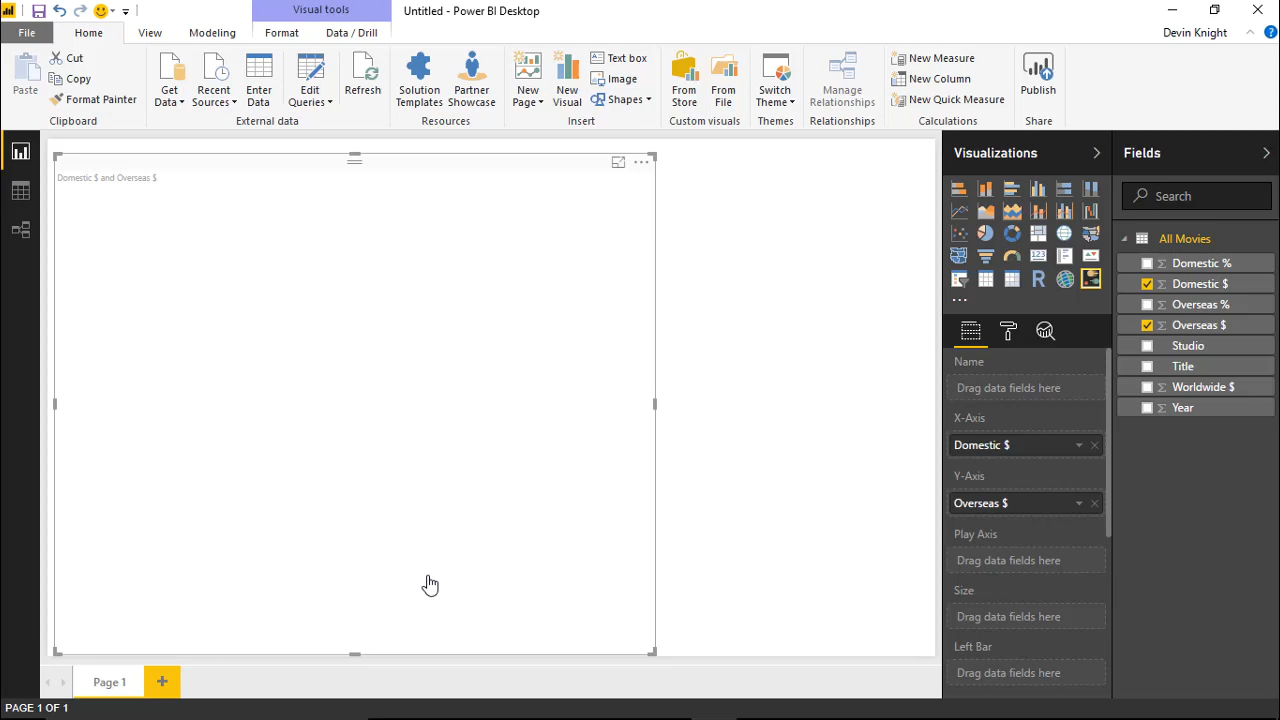 Visual tools
Untitled - Power BI Desktop
File
Home
View
Modeling
Format
Data / Drill
Devin Knight
?
Paste
Cut
Copy
Format Painter
Clipboard
Get
Data
Recent
Sources
Enter
Data
Edit
Queries
Refresh
External data
Solution
Templates
Partner
Showcase
Resources
New
Page
New
Visual
Text box
Image
Shapes
Insert
From
Store
From
File
Custom visuals
Switch
Theme
Themes
Manage
Relationships
Relationships
New Measure
New Column
New Quick Measure
Calculations
Publish
Share
Domestic $ and Overseas $
Visualizations
123
R
Name
Drag data fields here
X-Axis
Domestic $
Y-Axis
Overseas $
Play Axis
Drag data fields here
Size
Drag data fields here
Left Bar
Drag data fields here
Fields
Search
All Movies
Domestic %
Domestic $
Overseas %
Overseas $
Studio
Title
Worldwide $
Year
Page 1
PAGE 1 OF 1